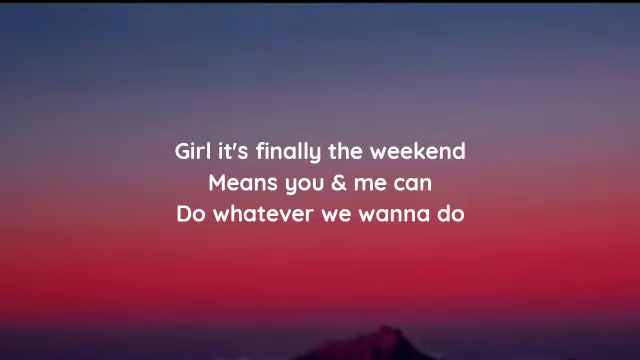 Girl it's finally the weekend
Means you & me can
Do whatever we wanna do